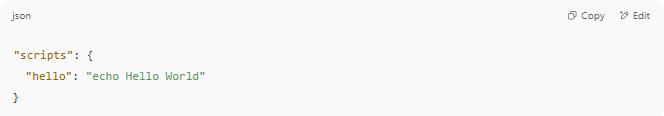 json
Copy
Edit
"scripts": {
"hello": "echo Hello World"
}